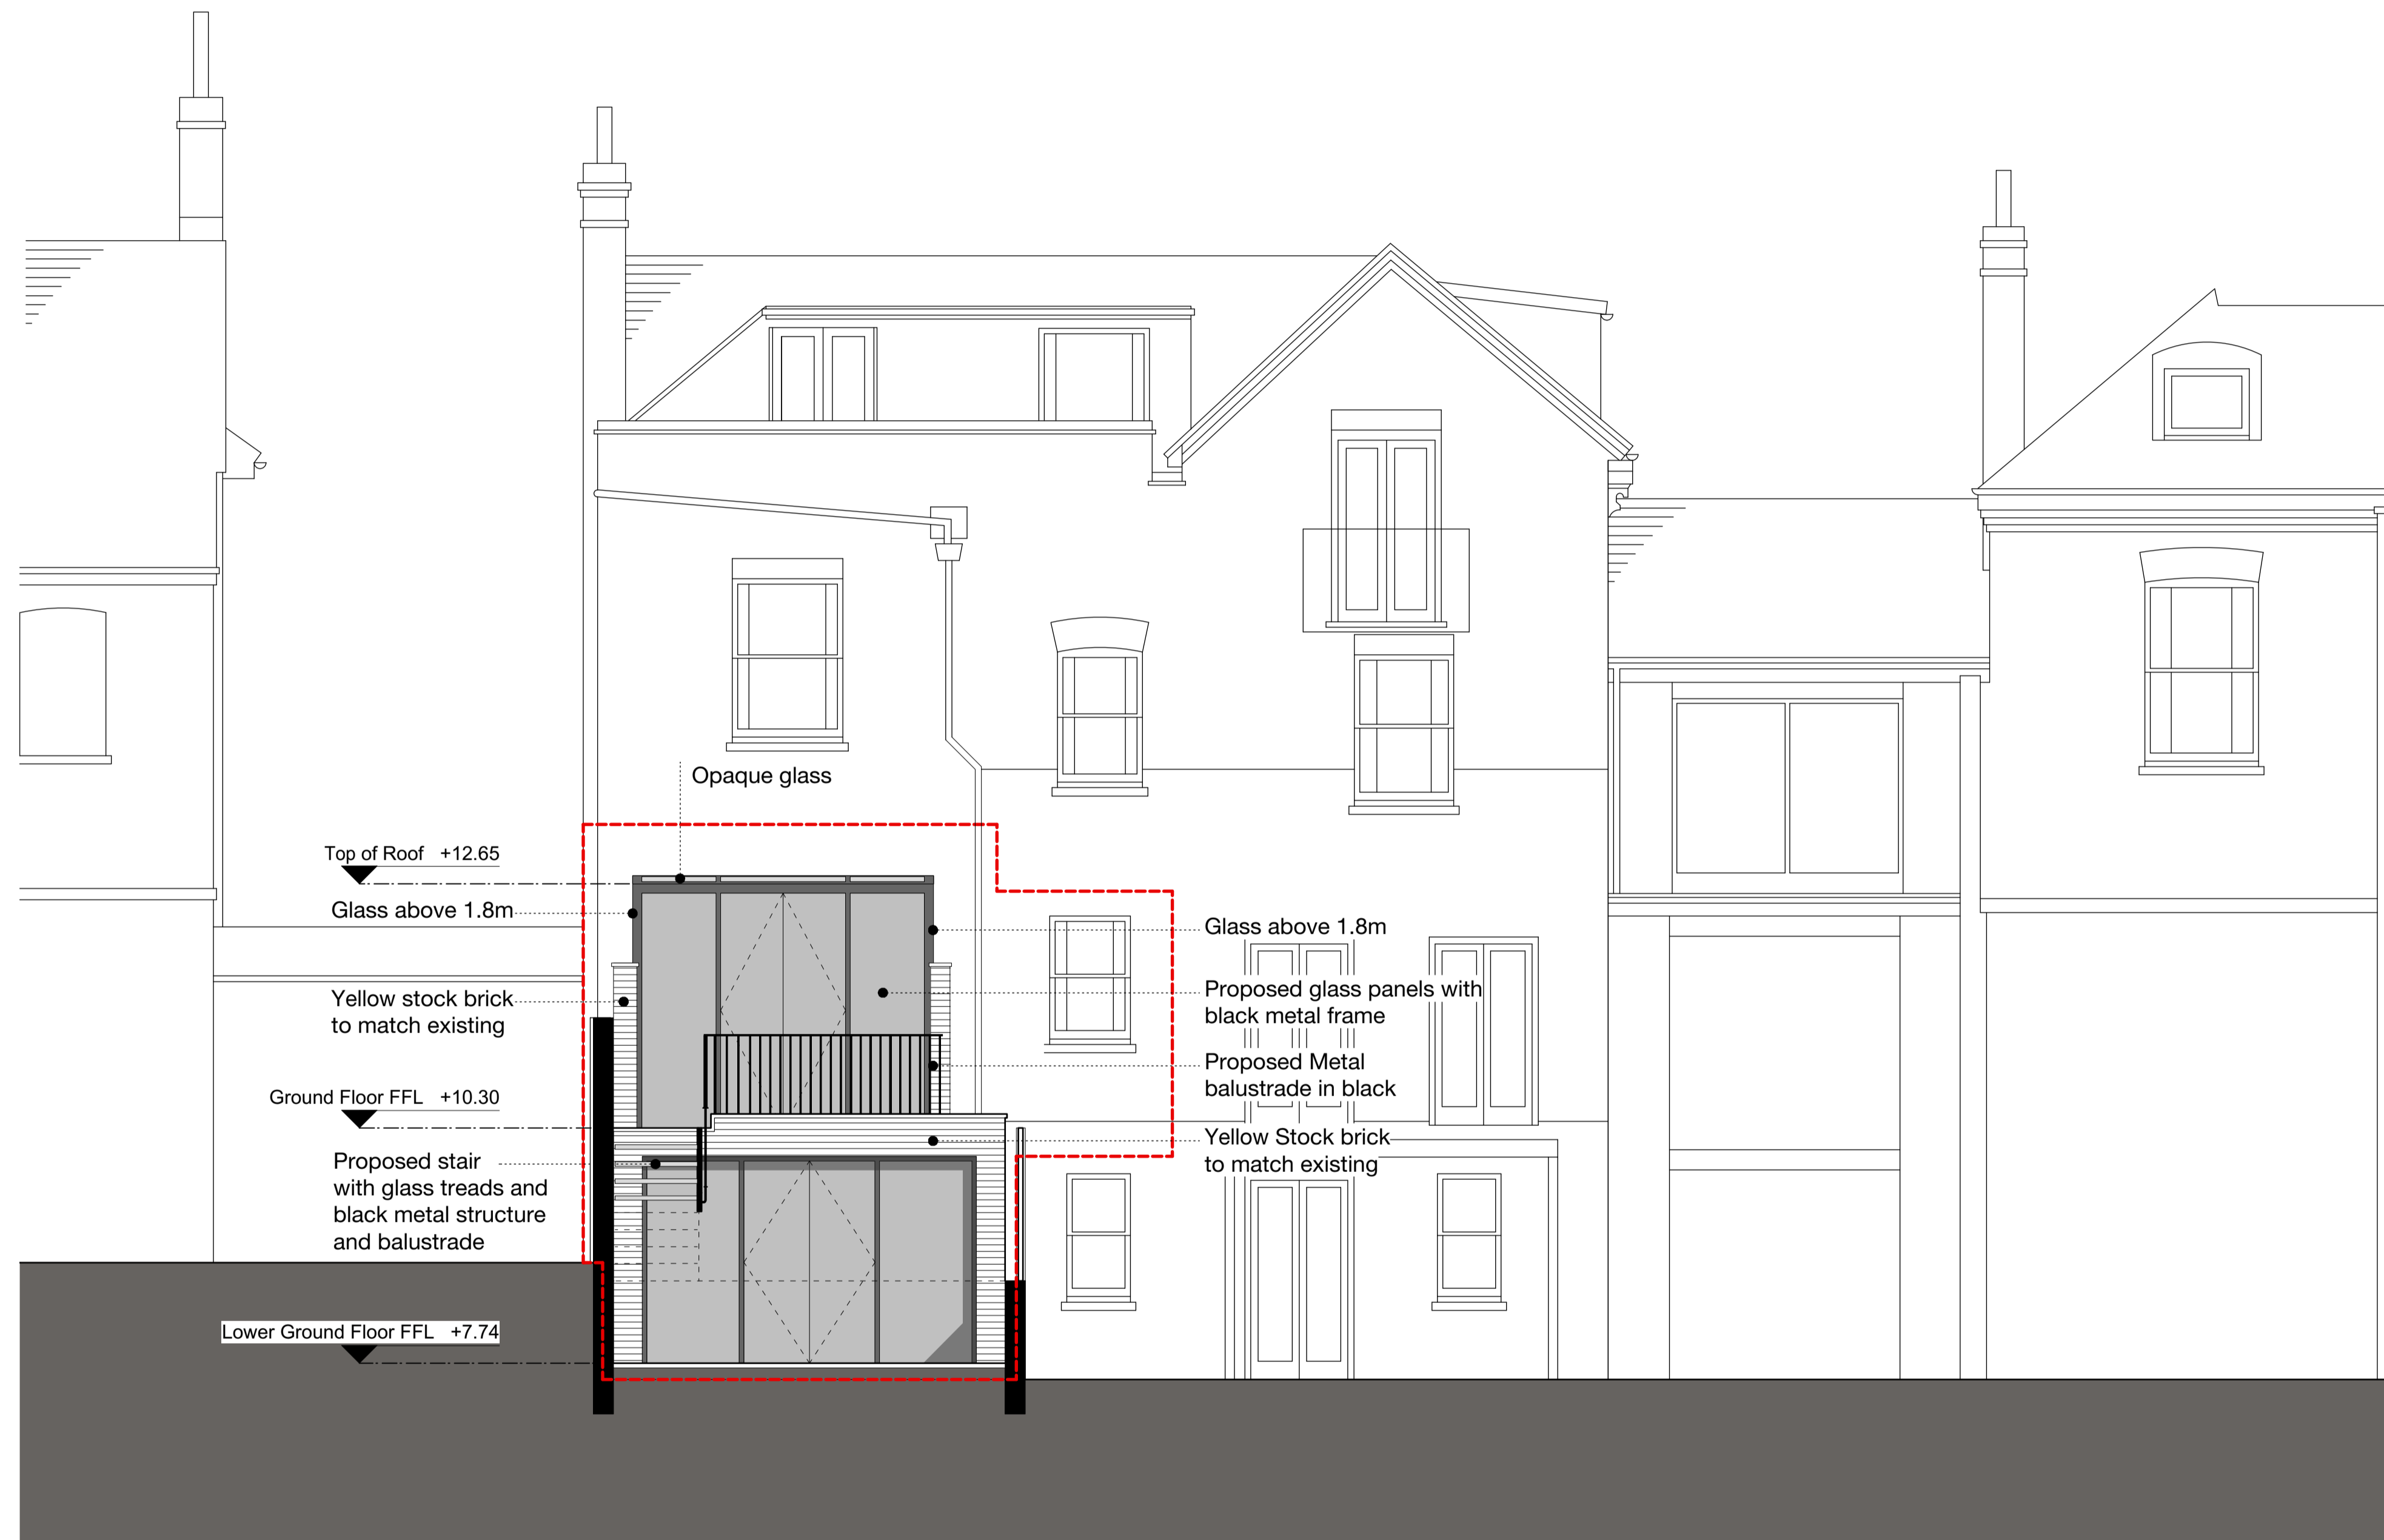 Opaque glass
Top of Roof +12.65
Glass above 1.8m
Glass above 1.8m
Yellow stock brick
to match existing
Proposed glass panels with
black metal frame
Proposed Metal
balustrade in black
Ground Floor FFL +10.30
Yellow Stock brick
to match existing
Proposed stair
with glass treads and
black metal structure
and balustrade
Lower Ground Floor FFL +7.74